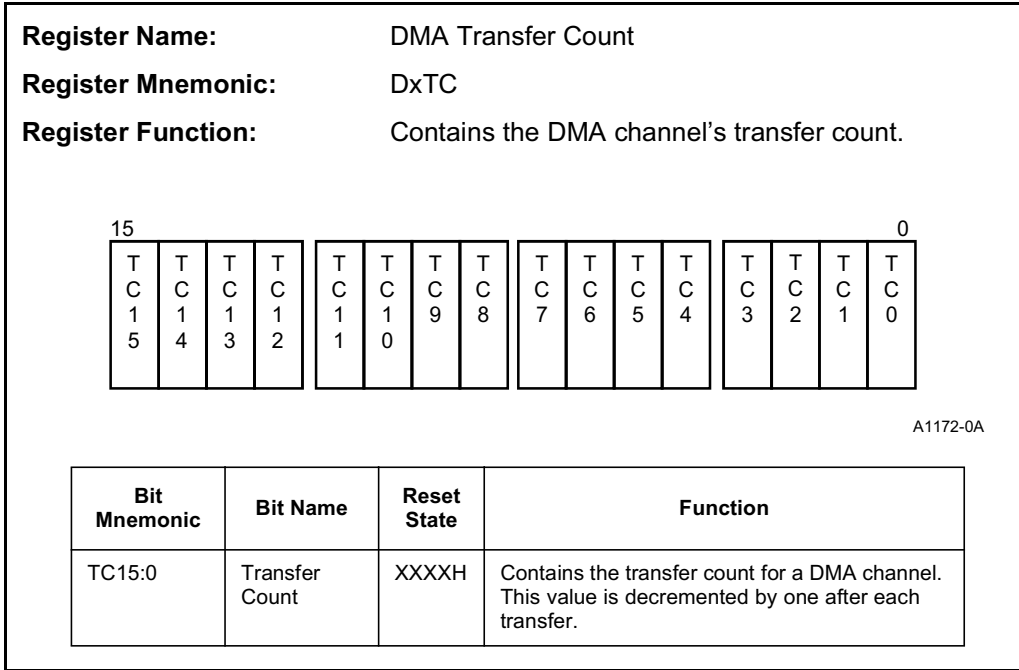 Register Name: DMA Transfer Count
Register Mnemonic: DxTC
Register Function: Contains the DMA channel's transfer count.
15 0
TC15 TC14 TC13 TC12 TC11 TC10 TC9 TC8 TC7 TC6 TC5 TC4 TC3 TC2 TC1 TC0
A1172-0A
Bit Mnemonic Bit Name Reset State Function
TC15:0 Transfer Count XXXXH Contains the transfer count for a DMA channel.
This value is decremented by one after each
transfer.